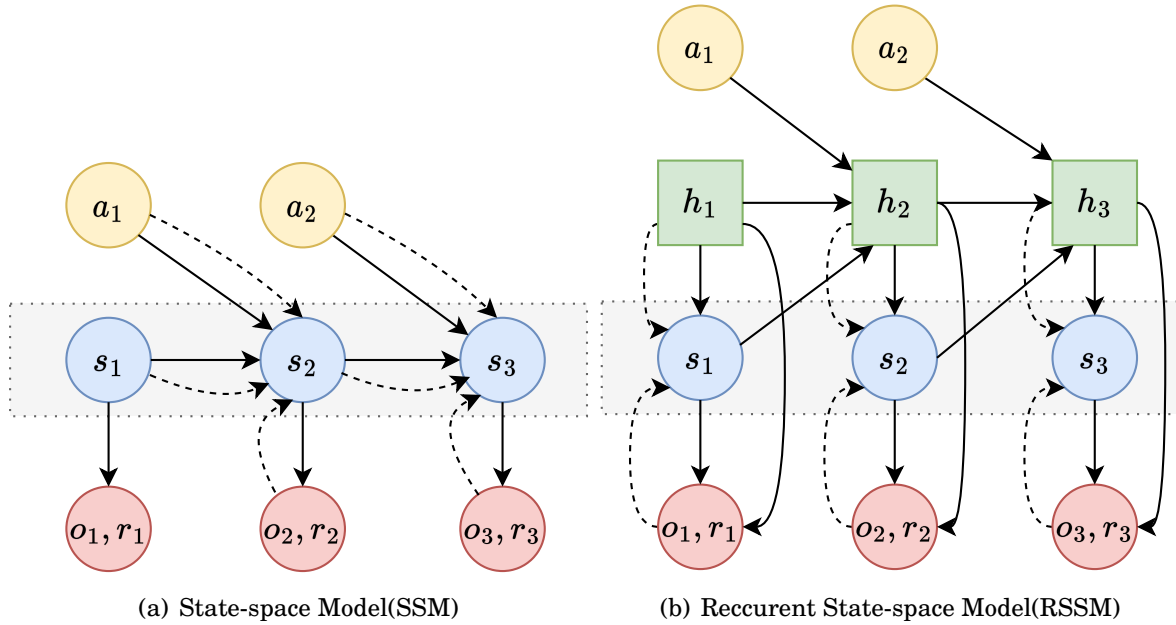 a₁
a₂
s₁
s₂
s₃
o₁, r₁
o₂, r₂
o₃, r₃
(a) State-space Model(SSM)
a₁
a₂
h₁
h₂
h₃
s₁
s₂
s₃
o₁, r₁
o₂, r₂
o₃, r₃
(b) Reccurent State-space Model(RSSM)